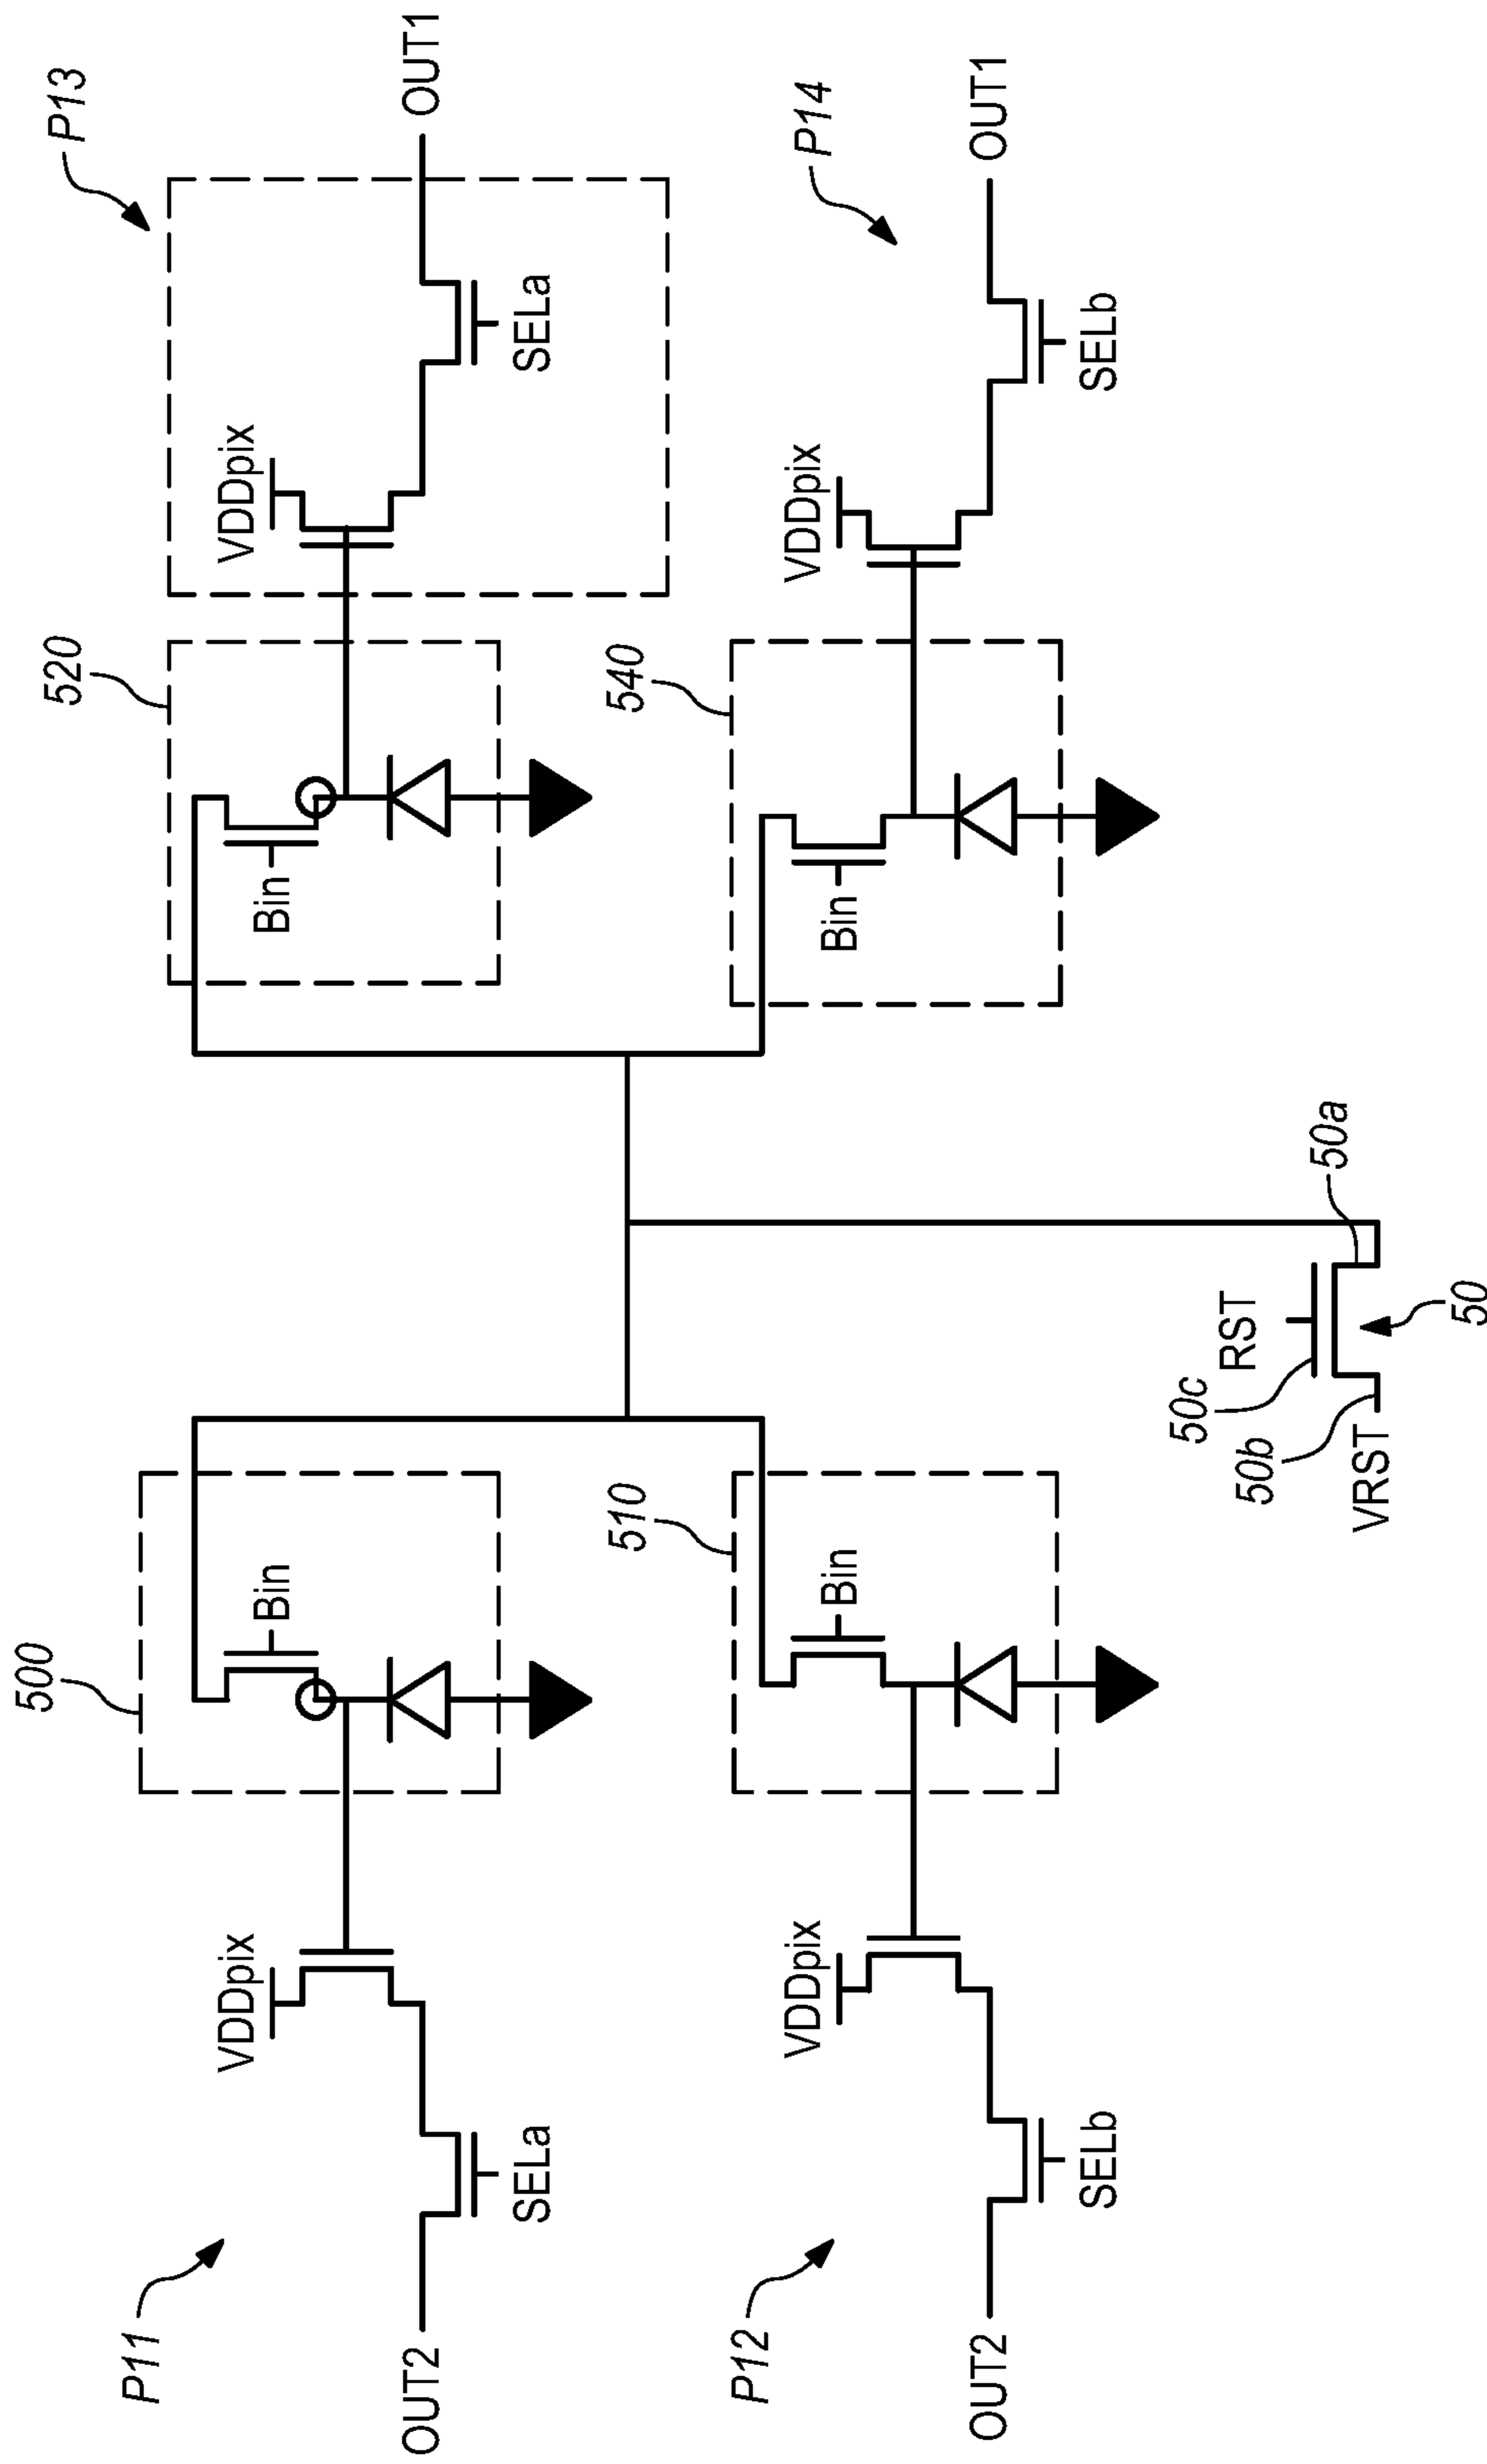 P11
500
520
P13
VDDpix
Bin
Bin
VDDpix
OUT2
SELa
SELa
OUT1
P12
510
540
P14
VDDpix
Bin
Bin
VDDpix
OUT2
SELb
SELb
OUT1
50c
RST
50a
50b
VRST
50